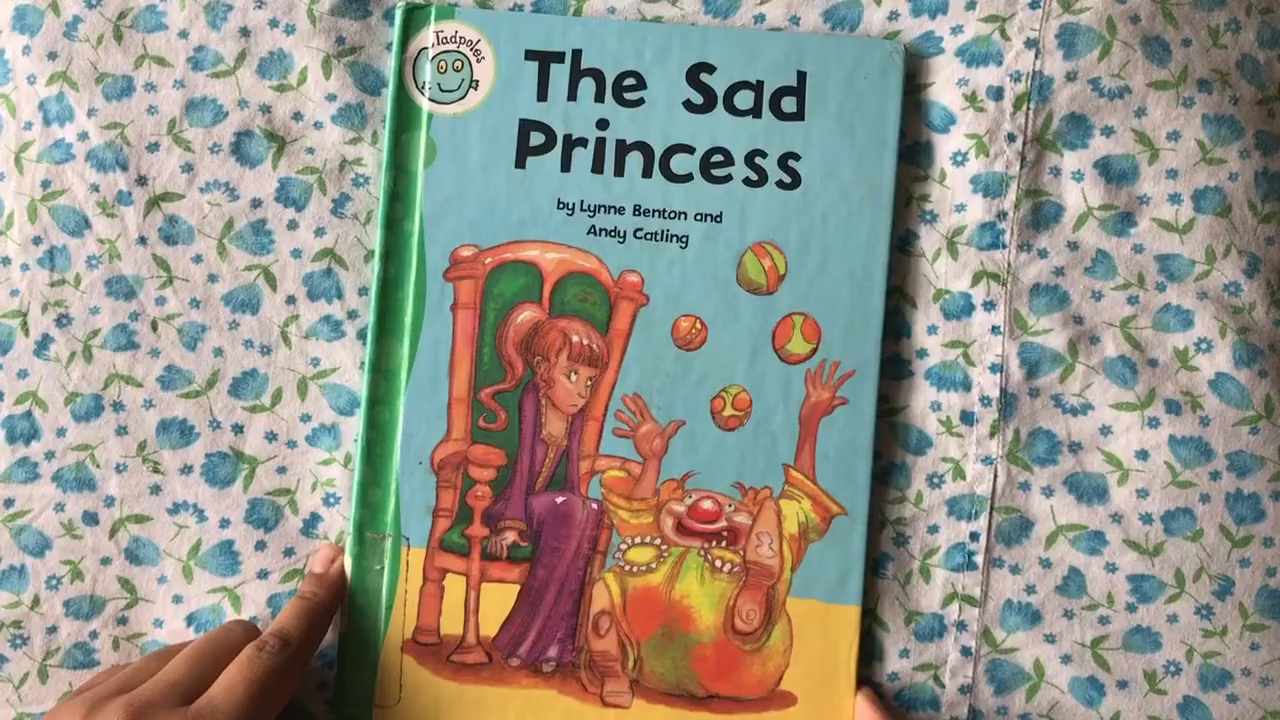 Tadpoles
The Sad
Princess
by Lynne Benton and
Andy Catling